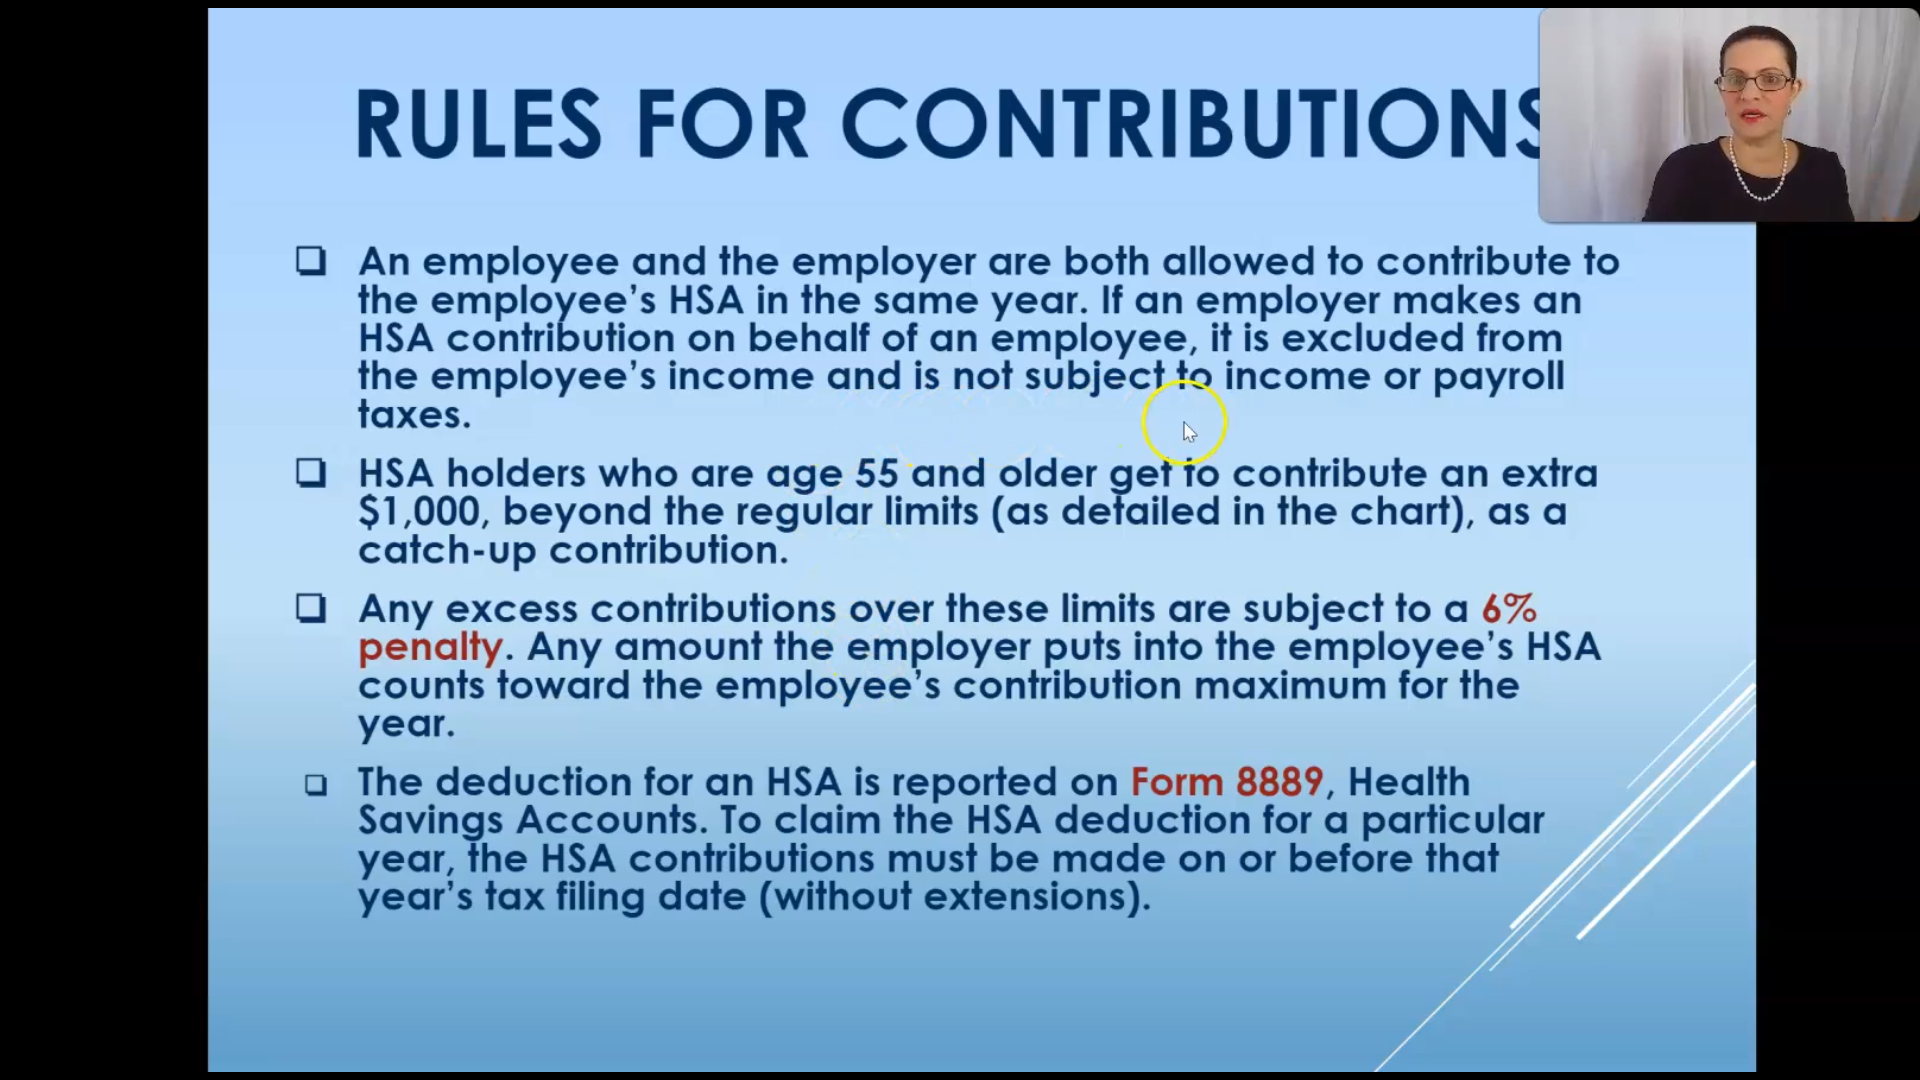 RULES FOR CONTRIBUTIONS
❑ An employee and the employer are both allowed to contribute to
the employee’s HSA in the same year. If an employer makes an
HSA contribution on behalf of an employee, it is excluded from
the employee’s income and is not subject to income or payroll
taxes.
❑ HSA holders who are age 55 and older get to contribute an extra
$1,000, beyond the regular limits (as detailed in the chart), as a
catch-up contribution.
❑ Any excess contributions over these limits are subject to a 6%
penalty. Any amount the employer puts into the employee’s HSA
counts toward the employee’s contribution maximum for the
year.
❑ The deduction for an HSA is reported on Form 8889, Health
Savings Accounts. To claim the HSA deduction for a particular
year, the HSA contributions must be made on or before that
year’s tax filing date (without extensions).